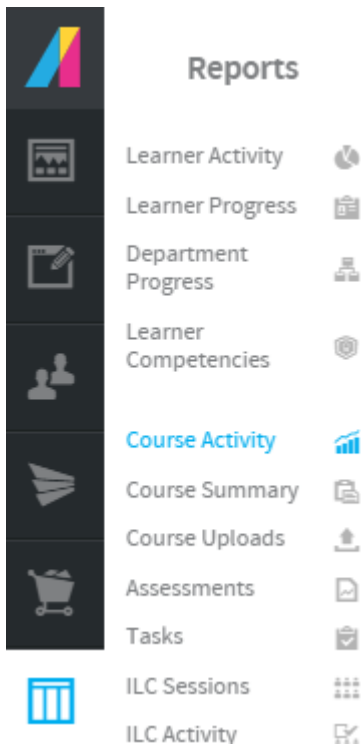 Reports
Learner Activity
Learner Progress
Department
Progress
Learner
Competencies
Course Activity
Course Summary
Course Uploads
Assessments
Tasks
ILC Sessions
ILC Activity